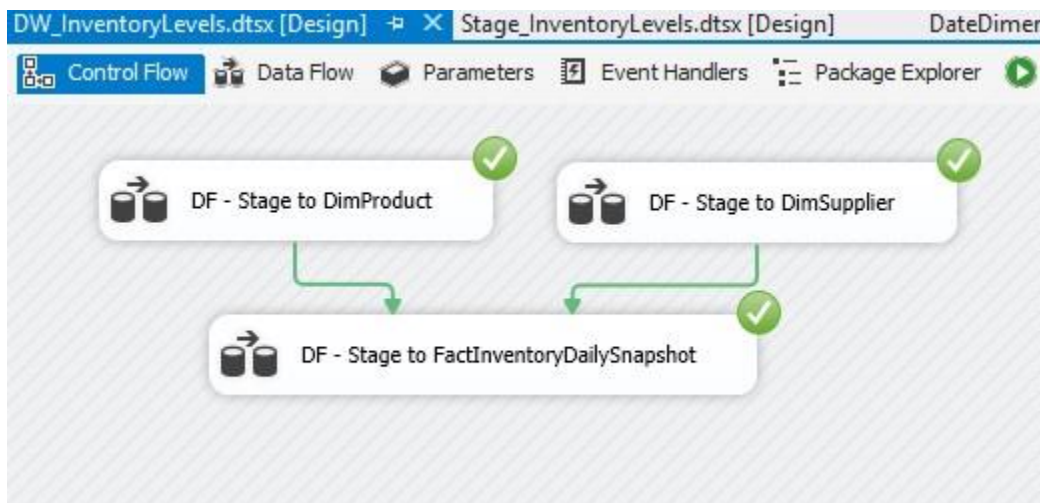 DW_InventoryLevels.dtsx [Design] Stage_InventoryLevels.dtsx [Design]
Control Flow Data Flow Parameters Event Handlers Package Explorer
DF - Stage to DimProduct
DF - Stage to DimSupplier
DF - Stage to FactInventoryDailySnapshot